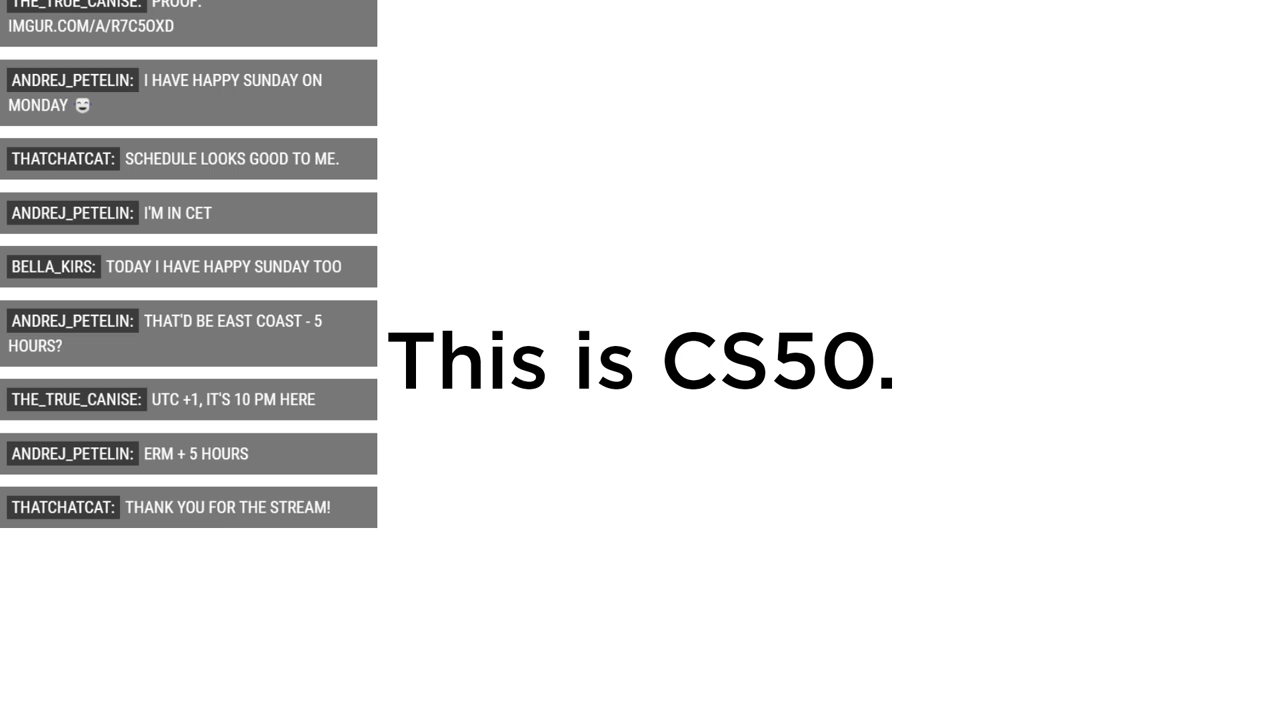 THE_TRUE_CANISE: PROOF:
IMGUR.COM/A/R7C5OXD
ANDREJ_PETELIN: I HAVE HAPPY SUNDAY ON
MONDAY
THATCHATCAT: SCHEDULE LOOKS GOOD TO ME.
ANDREJ_PETELIN: I'M IN CET
BELLA_KIRS: TODAY I HAVE HAPPY SUNDAY TOO
ANDREJ_PETELIN: THAT'D BE EAST COAST - 5
HOURS?
THE_TRUE_CANISE: UTC +1, IT'S 10 PM HERE
ANDREJ_PETELIN: ERM + 5 HOURS
THATCHATCAT: THANK YOU FOR THE STREAM!
This is CS50.